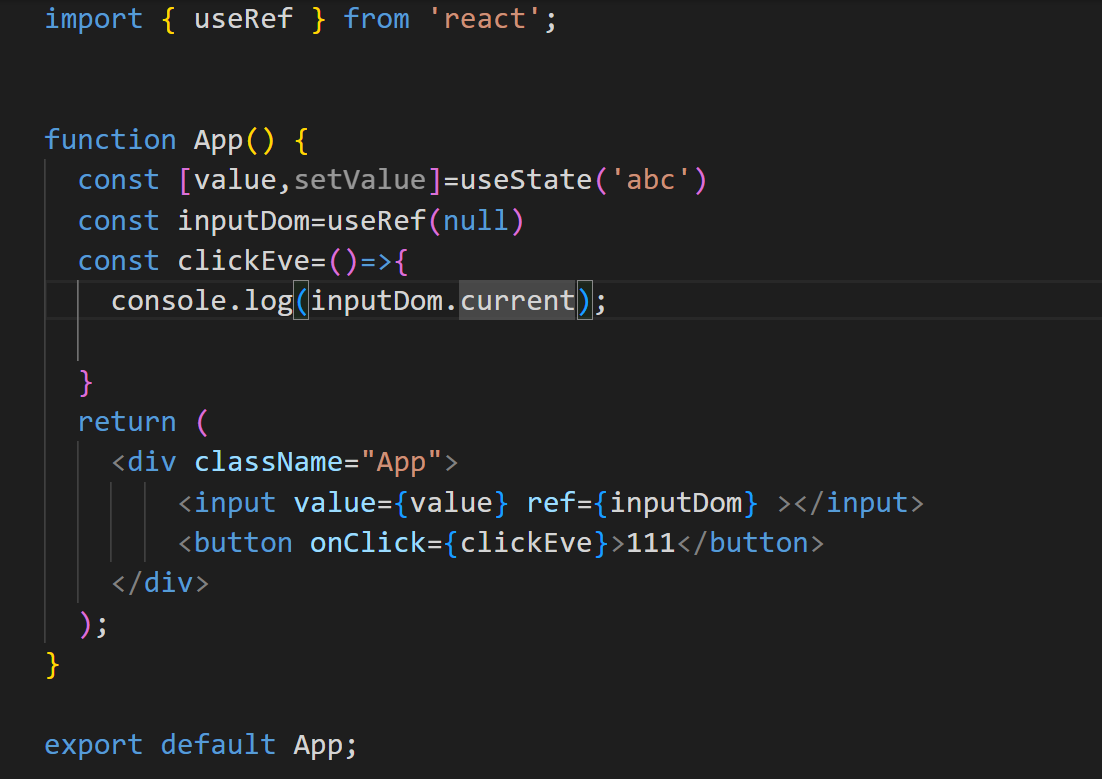 import { useRef } from 'react';
function App() {
const [value,setValue]=useState('abc')
const inputDom=useRef(null)
const clickEve=()=>{
console.log(inputDom.current);
}
return (
<div className="App">
<input value={value} ref={inputDom} ></input>
<button onClick={clickEve}>111</button>
</div>
);
}
export default App;